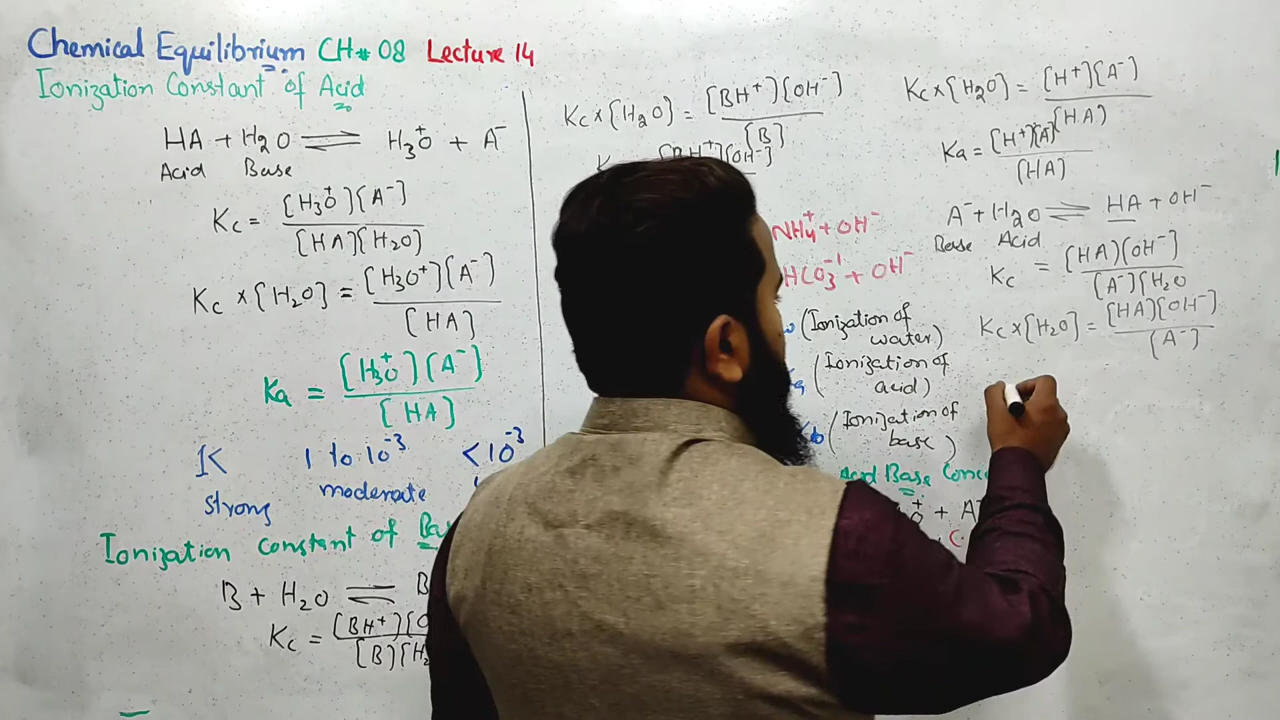 Chemical Equilibrium CH# 08 Lecture 14
Ionization Constant of Acid
HA + H₂O ⇌ H₃O⁺ + A⁻
Acid Base
Kc = [H₃O⁺][A⁻] / [HA][H₂O]
Kc × [H₂O] = [H₃O⁺][A⁻] / [HA]
Ka = [H₃O⁺][A⁻] / [HA]
K 1 to 10⁻³ <10⁻³
strong moderate
Ionization constant of
B + H₂O ⇌
Kc = [BH⁺] / [B]
Kc × [H₂O] = [BH⁺][OH⁻] / [B]
[BH⁺][OH⁻]
NH₄⁺ + OH⁻
HCO₃⁻¹ + OH⁻
(Ionization of
water)
(Ionization of
acid)
(Ionization of
base)
Acid Base
+ A⁻
Kc × [H₂O] = [H⁺][A⁻] / [HA]
Ka = [H⁺][A⁻] / [HA]
A⁻ + H₂O ⇌ HA + OH⁻
Base Acid
Kc = [HA][OH⁻] / [A⁻][H₂O
Kc × [H₂O] = [HA][OH⁻] / [A⁻]